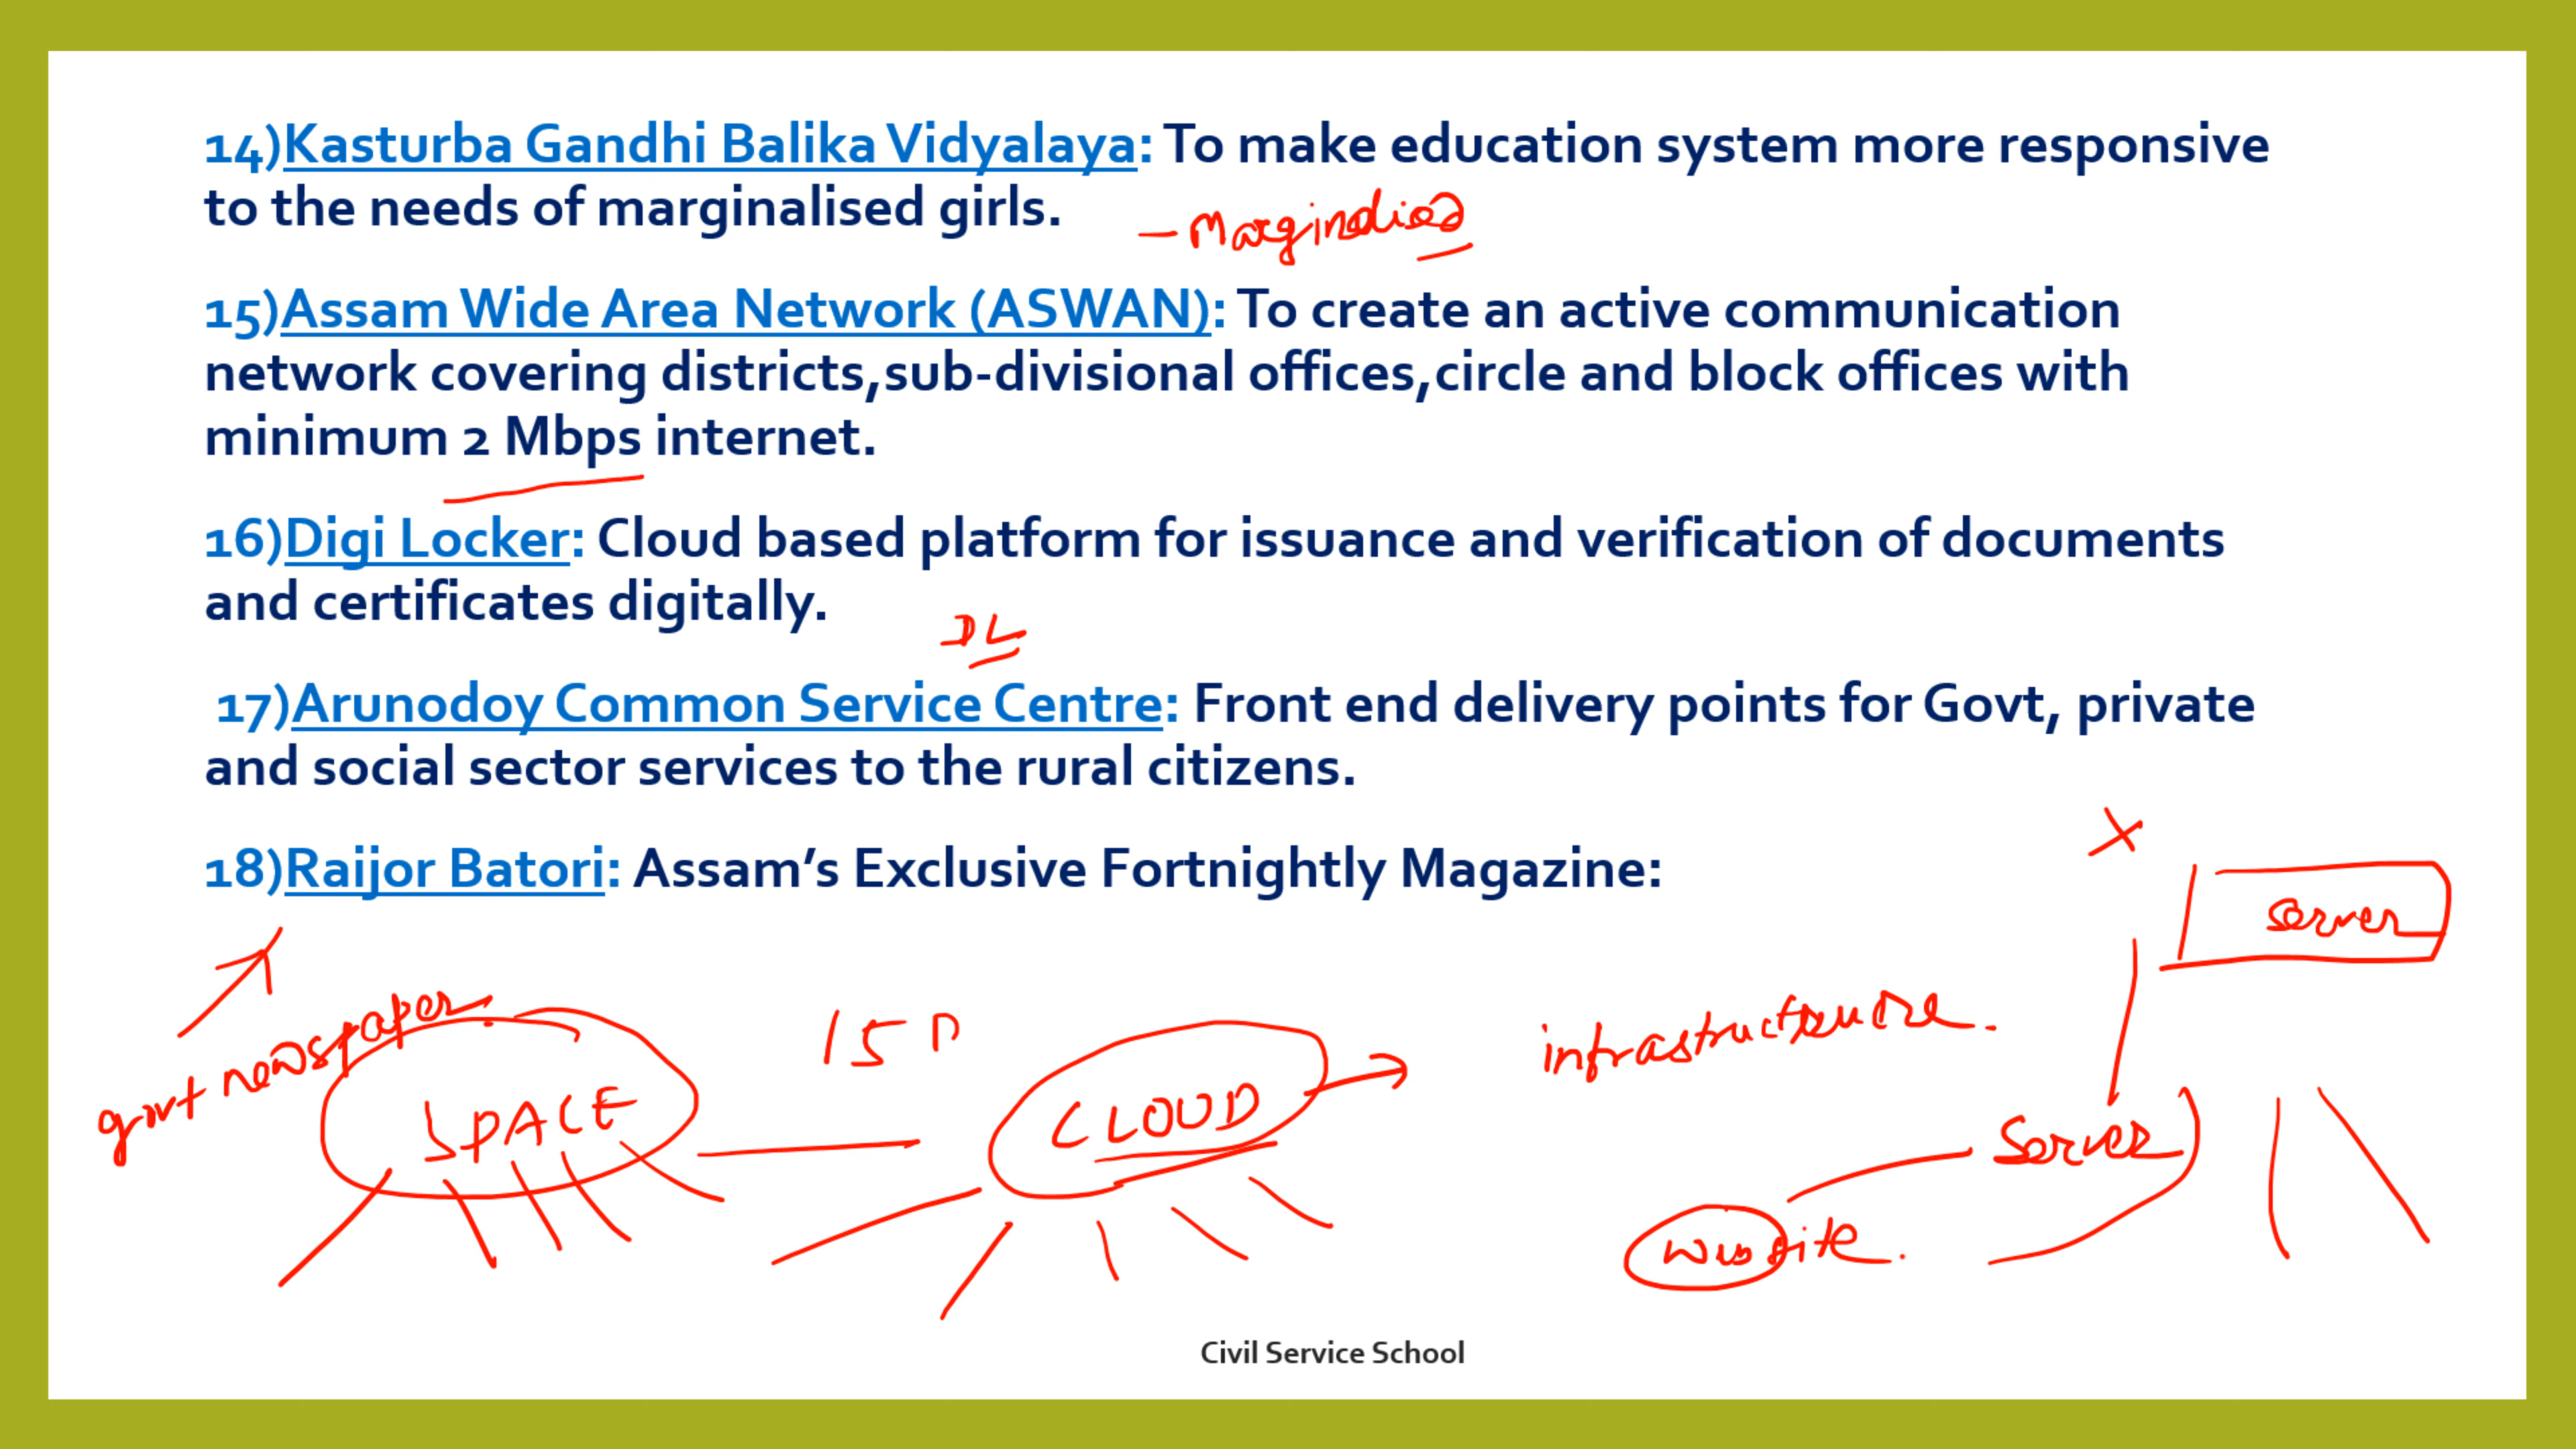 14)Kasturba Gandhi Balika Vidyalaya: To make education system more responsive
to the needs of marginalised girls.
15)Assam Wide Area Network (ASWAN): To create an active communication
network covering districts,sub-divisional offices,circle and block offices with
minimum 2 Mbps internet.
16)Digi Locker: Cloud based platform for issuance and verification of documents
and certificates digitally.
DL
17)Arunodoy Common Service Centre: Front end delivery points for Govt, private
and social sector services to the rural citizens.
18)Raijor Batori: Assam's Exclusive Fortnightly Magazine:
server
govt newspaper
15 D
SPACE
CLOUD
Server
website.
Civil Service School